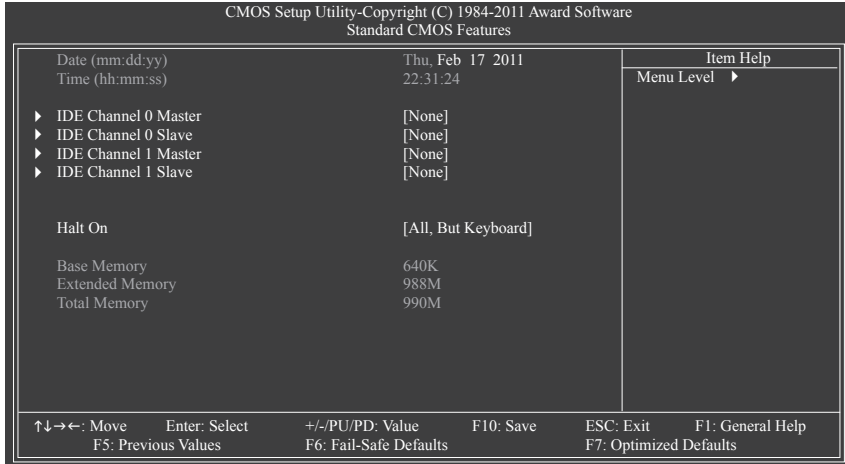 CMOS Setup Utility-Copyright (C) 1984-2011 Award Software
Standard CMOS Features
Date (mm:dd:yy) Thu, Feb 17 2011
Time (hh:mm:ss) 22:31:24
IDE Channel 0 Master [None]
IDE Channel 0 Slave [None]
IDE Channel 1 Master [None]
IDE Channel 1 Slave [None]
Halt On [All, But Keyboard]
Base Memory 640K
Extended Memory 988M
Total Memory 990M
Item Help
Menu Level
↑↓→←: Move Enter: Select +/-/PU/PD: Value F10: Save ESC: Exit F1: General Help
F5: Previous Values F6: Fail-Safe Defaults F7: Optimized Defaults